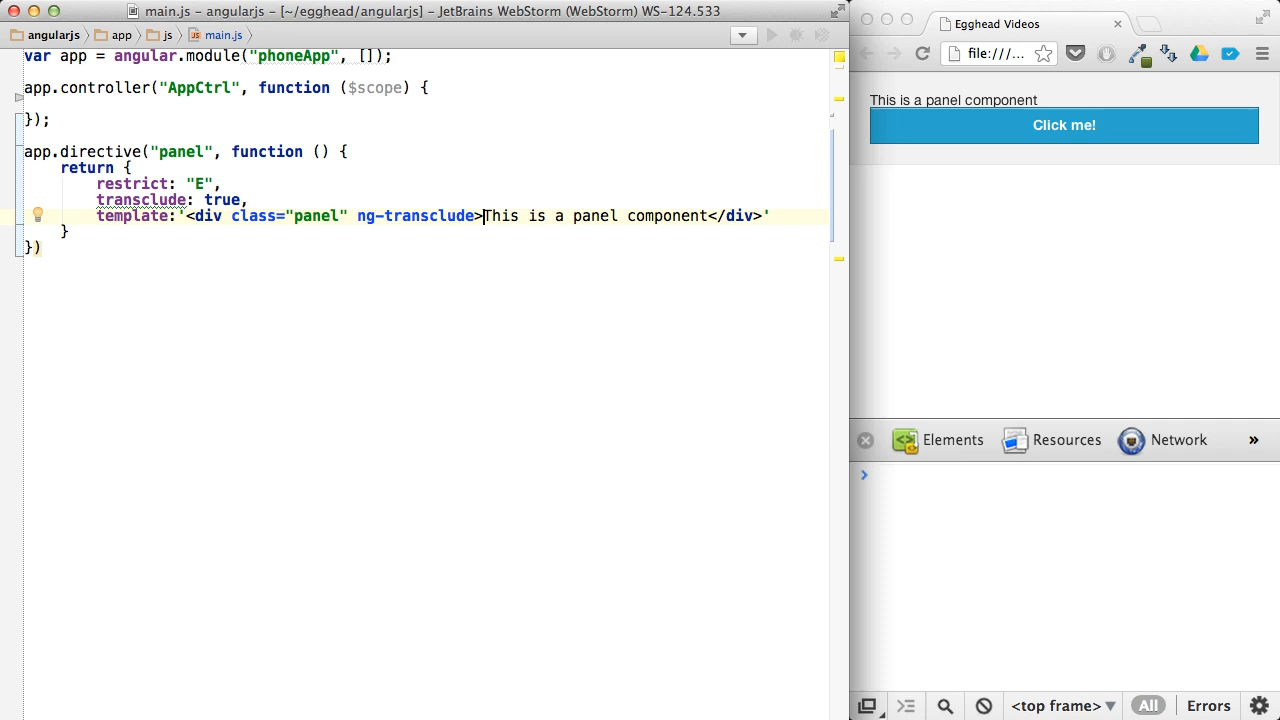 main.js - angularjs - [~/egghead/angularjs] - JetBrains WebStorm (WebStorm) WS-124.533
angularjs app js main.js
var app = angular.module("phoneApp", []);
app.controller("AppCtrl", function ($scope) {
});
app.directive("panel", function () {
return {
restrict: "E",
transclude: true,
template:'<div class="panel" ng-transclude>This is a panel component</div>'
}
})
Egghead Videos
file:///...
This is a panel component
Click me!
Elements Resources Network »
<top frame> All Errors